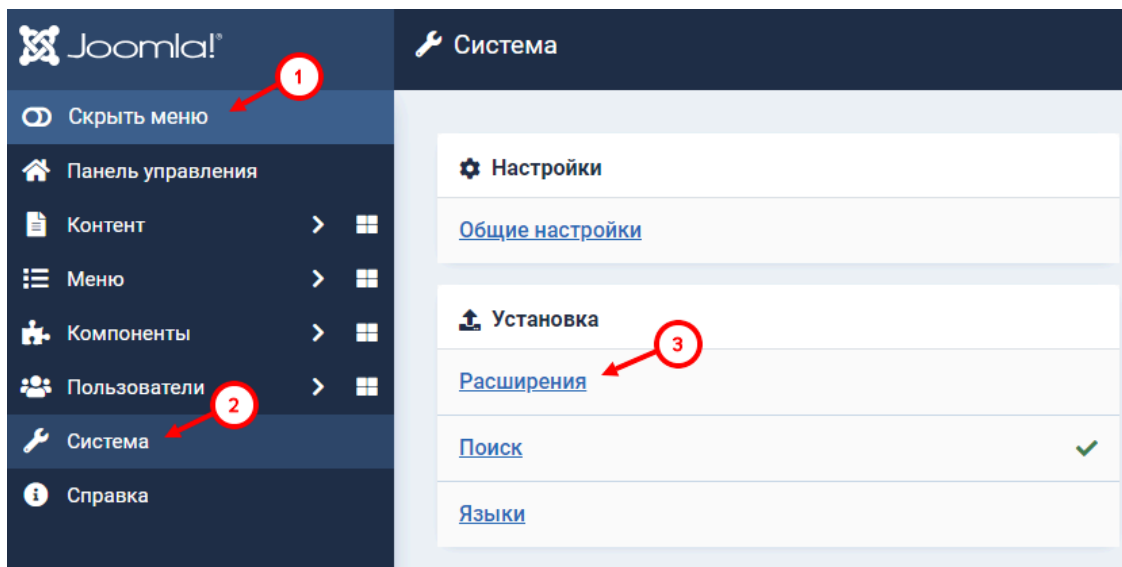 Joomla!®
Система
1
Скрыть меню
Панель управления
Контент
Меню
Компоненты
Пользователи
2
Система
Справка
Настройки
Общие настройки
Установка
3
Расширения
Поиск
Языки